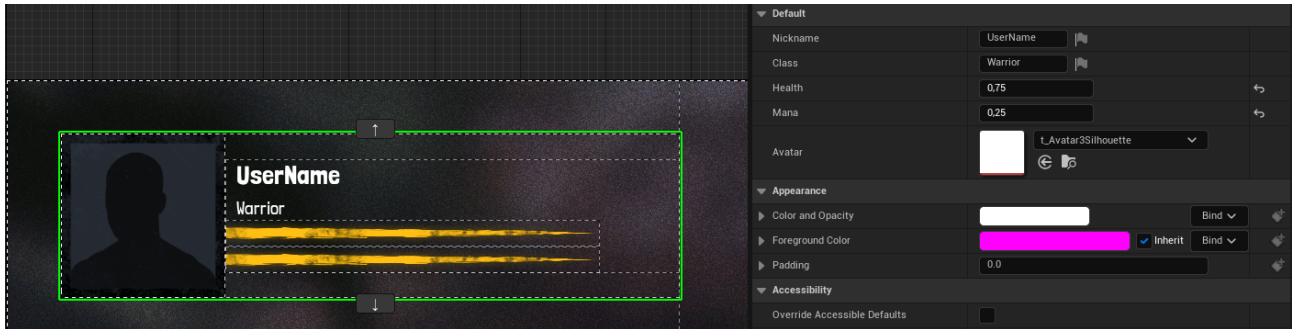 UserName
Warrior
Default
Nickname UserName
Class Warrior
Health 0,75
Mana 0,25
Avatar t_Avatar3Silhouette
Appearance
Color and Opacity Bind
Foreground Color Inherit Bind
Padding 0.0
Accessibility
Override Accessible Defaults